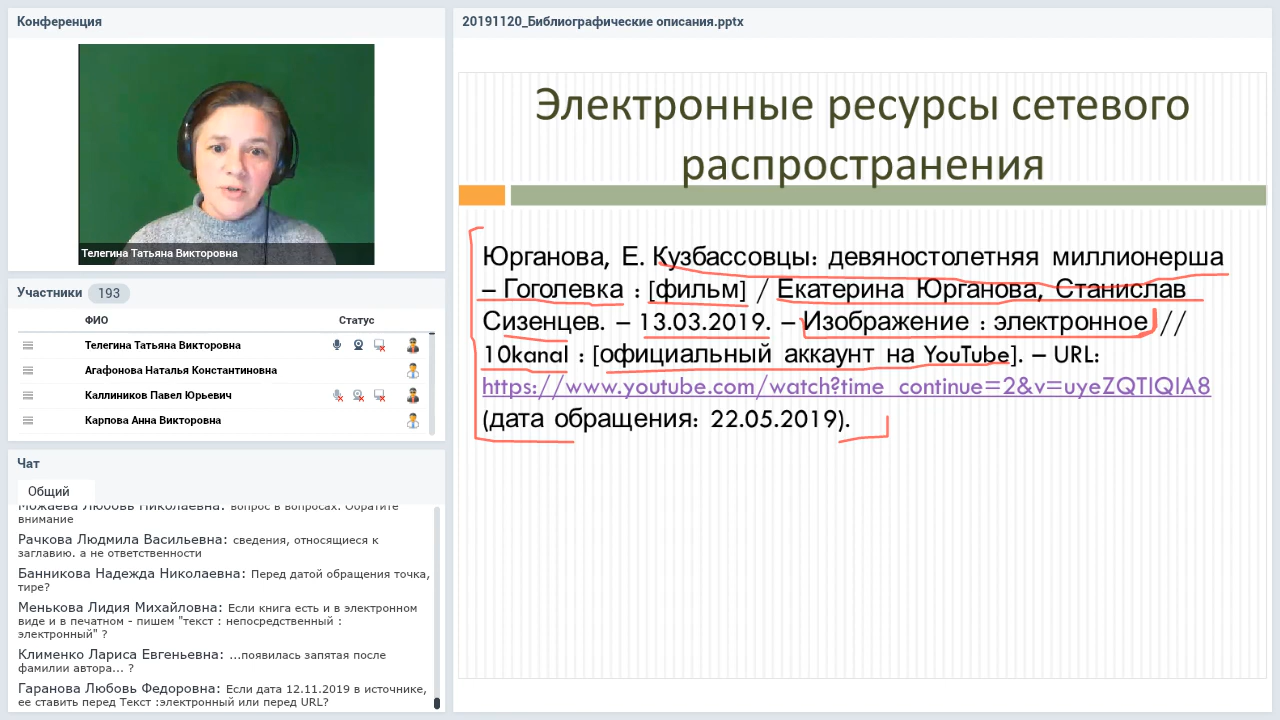 Конференция
Телегина Татьяна Викторовна
Участники 193
ФИО Статус
Телегина Татьяна Викторовна
Агафонова Наталья Константиновна
Каллиников Павел Юрьевич
Карпова Анна Викторовна
Чат
Общий
Можаева Любовь Николаевна: вопрос в вопросах. Обратите
внимание
Рачкова Людмила Васильевна: сведения, относящиеся к
заглавию. а не ответственности
Банникова Надежда Николаевна: Перед датой обращения точка,
тире?
Менькова Лидия Михайловна: Если книга есть и в электронном
виде и в печатном - пишем "текст : непосредственный :
электронный" ?
Клименко Лариса Евгеньевна: ...появилась запятая после
фамилии автора... ?
Гаранова Любовь Федоровна: Если дата 12.11.2019 в источнике,
ее ставить перед Текст :электронный или перед URL?
20191120_Библиографические описания.pptx
Электронные ресурсы сетевого
распространения
Юрганова, Е. Кузбассовцы: девяностолетняя миллионерша
– Гоголевка : [фильм] / Екатерина Юрганова, Станислав
Сизенцев. – 13.03.2019. – Изображение : электронное //
10kanal : [официальный аккаунт на YouTube]. – URL:
https://www.youtube.com/watch?time_continue=2&v=uyeZQTIQIA8
(дата обращения: 22.05.2019).